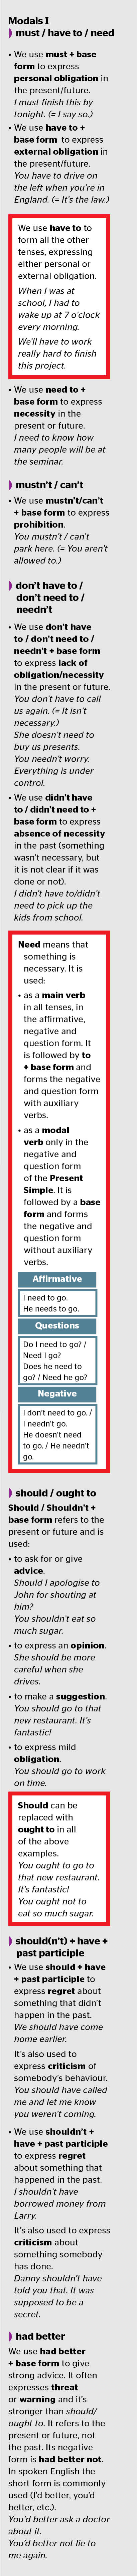 Modals I
must / have to / need
• We use must + base
form to express
personal obligation in
the present/future.
I must finish this by
tonight. (= I say so.)
• We use have to +
base form to express
external obligation in
the present/future.
You have to drive on
the left when you're in
England. (= It's the law.)
We use have to to
form all the other
tenses, expressing
either personal or
external obligation.
When I was at
school, I had to
wake up at 7 o'clock
every morning.
We'll have to work
really hard to finish
this project.
• We use need to +
base form to express
necessity in the
present or future.
I need to know how
many people will be at
the seminar.
mustn't / can't
• We use mustn't/can't
+ base form to express
prohibition.
You mustn't / can't
park here. (= You aren't
allowed to.)
don't have to /
don't need to /
needn't
• We use don't have
to / don't need to /
needn't + base form
to express lack of
obligation/necessity
in the present or future.
You don't have to call
us again. (= It isn't
necessary.)
She doesn't need to
buy us presents.
You needn't worry.
Everything is under
control.
• We use didn't have
to / didn't need to +
base form to express
absence of necessity
in the past (something
wasn't necessary, but
it is not clear if it was
done or not).
I didn't have to/didn't
need to pick up the
kids from school.
Need means that
something is
necessary. It is
used:
• as a main verb
in all tenses, in
the affirmative,
negative and
question form. It
is followed by to
+ base form and
forms the negative
and question form
with auxiliary
verbs.
• as a modal
verb only in the
negative and
question form
of the Present
Simple. It is
followed by a base
form and forms
the negative and
question form
without auxiliary
verbs.
Affirmative
I need to go.
He needs to go.
Questions
Do I need to go? /
Need I go?
Does he need to
go? / Need he go?
Negative
I don't need to go. /
I needn't go.
He doesn't need
to go. / He needn't
go.
should / ought to
Should / Shouldn't +
base form refers to the
present or future and is
used:
• to ask for or give
advice.
Should I apologise to
John for shouting at
him?
You shouldn't eat so
much sugar.
• to express an opinion.
She should be more
careful when she
drives.
• to make a suggestion.
You should go to that
new restaurant. It's
fantastic!
• to express mild
obligation.
You should go to work
on time.
Should can be
replaced with
ought to in all
of the above
examples.
You ought to go to
that new restaurant.
It's fantastic!
You ought not to
eat so much sugar.
should(n't) + have +
past participle
• We use should + have
+ past participle to
express regret about
something that didn't
happen in the past.
We should have come
home earlier.
It's also used to
express criticism of
somebody's behaviour.
You should have called
me and let me know
you weren't coming.
• We use shouldn't +
have + past participle
to express regret
about something that
happened in the past.
I shouldn't have
borrowed money from
Larry.
It's also used to express
criticism about
something somebody
has done.
Danny shouldn't have
told you that. It was
supposed to be a
secret.
had better
We use had better
+ base form to give
strong advice. It often
expresses threat
or warning and it's
stronger than should/
ought to. It refers to the
present or future, not
the past. Its negative
form is had better not.
In spoken English the
short form is commonly
used (I'd better, you'd
better, etc.).
You'd better ask a doctor
about it.
You'd better not lie to
me again.